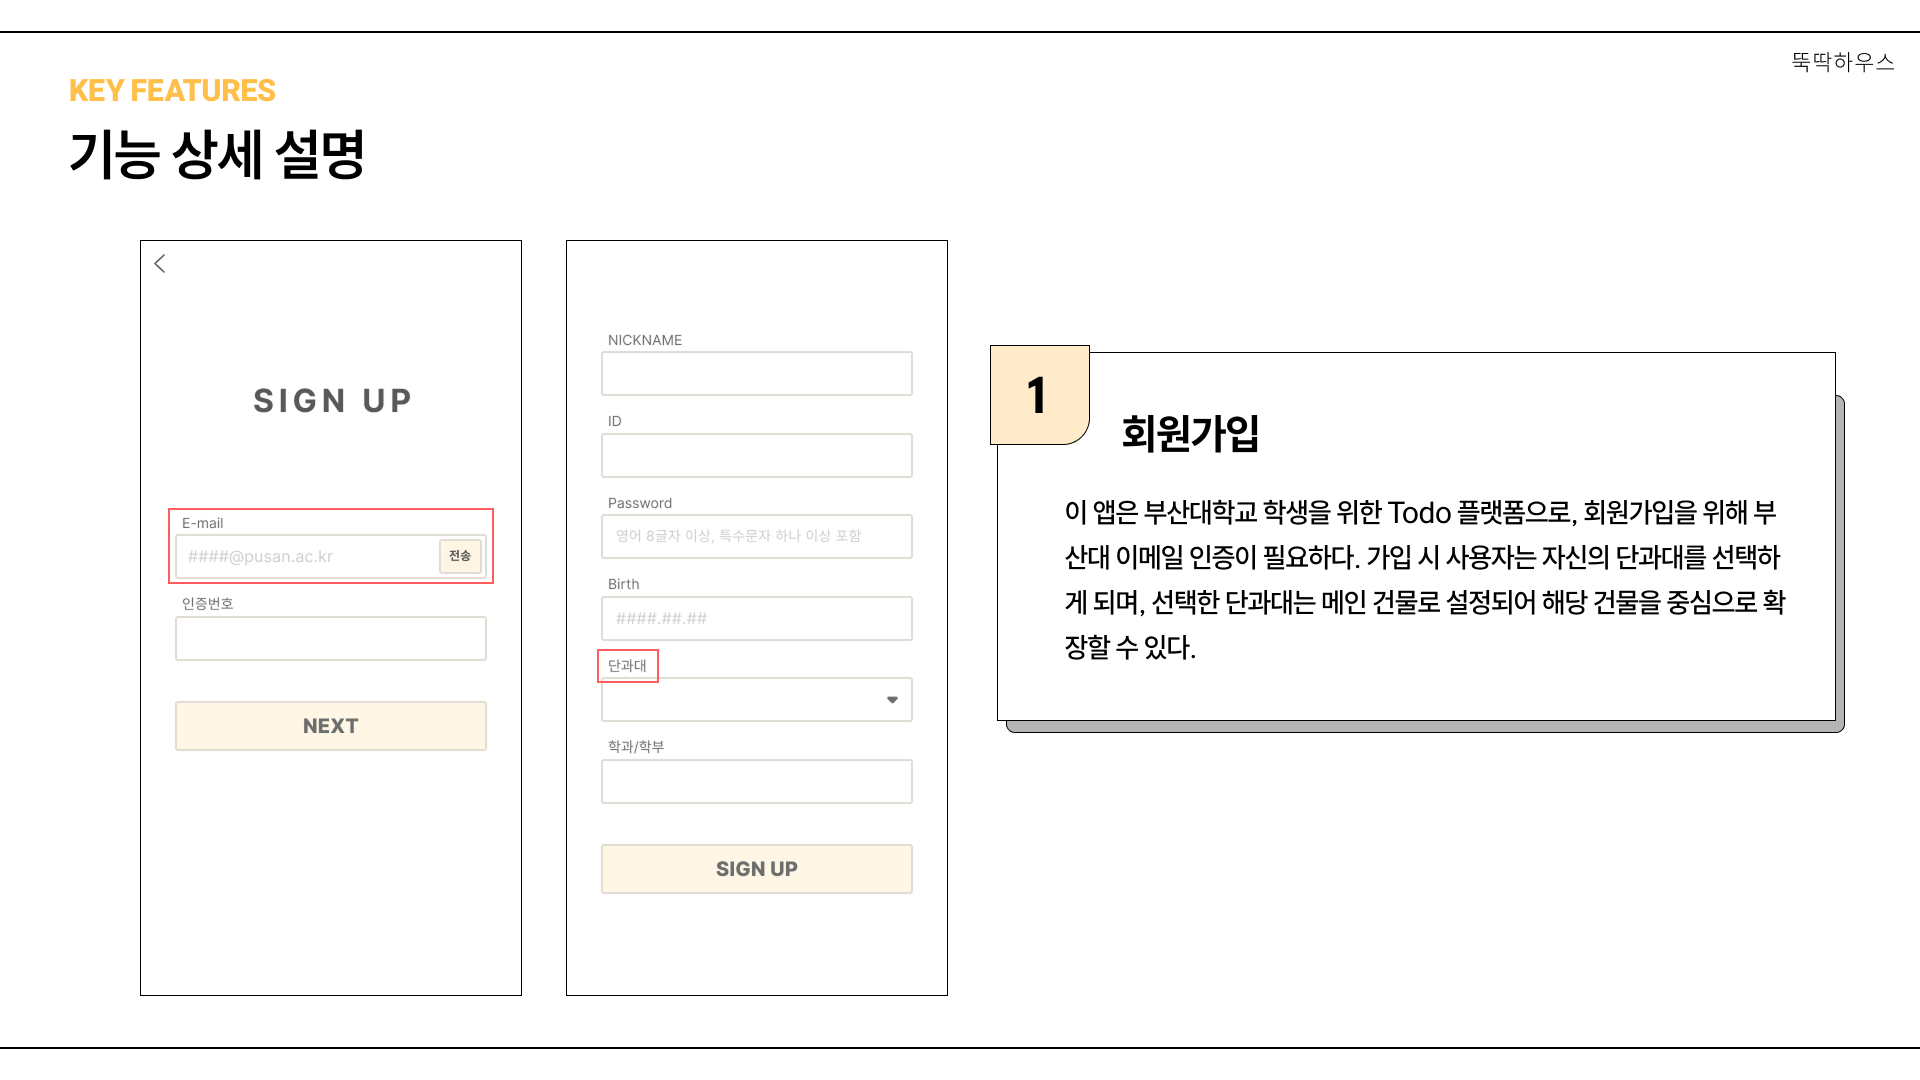 뚝딱하우스
KEY FEATURES
기능 상세 설명
SIGN UP
E-mail
####@pusan.ac.kr
전송
인증번호
NEXT
NICKNAME
ID
Password
영어 8글자 이상, 특수문자 하나 이상 포함
Birth
####.##.##
단과대
학과/학부
SIGN UP
1
회원가입
이 앱은 부산대학교 학생을 위한 Todo 플랫폼으로, 회원가입을 위해 부
산대 이메일 인증이 필요하다. 가입 시 사용자는 자신의 단과대를 선택하
게 되며, 선택한 단과대는 메인 건물로 설정되어 해당 건물을 중심으로 확
장할 수 있다.